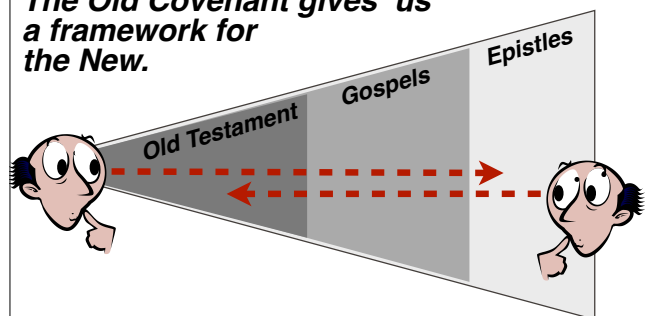 The Old Covenant gives us
a framework for
the New.
Old Testament
Gospels
Epistles